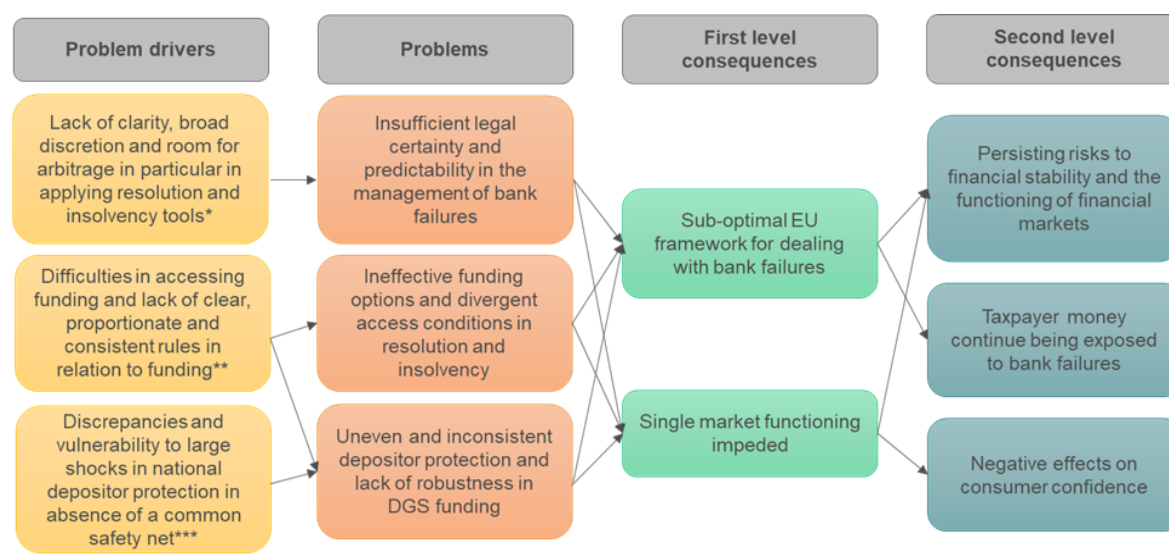 Problem drivers
Lack of clarity, broad
discretion and room for
arbitrage in particular in
applying resolution and
insolvency tools*
Difficulties in accessing
funding and lack of clear,
proportionate and
consistent rules in
relation to funding**
Discrepancies and
vulnerability to large
shocks in national
depositor protection in
absence of a common
safety net***
Problems
Insufficient legal
certainty and
predictability in the
management of bank
failures
Ineffective funding
options and divergent
access conditions in
resolution and
insolvency
Uneven and inconsistent
depositor protection and
lack of robustness in
DGS funding
First level
consequences
Sub-optimal EU
framework for dealing
with bank failures
Single market functioning
impeded
Second level
consequences
Persisting risks to
financial stability and the
functioning of financial
markets
Taxpayer money
continue being exposed
to bank failures
Negative effects on
consumer confidence